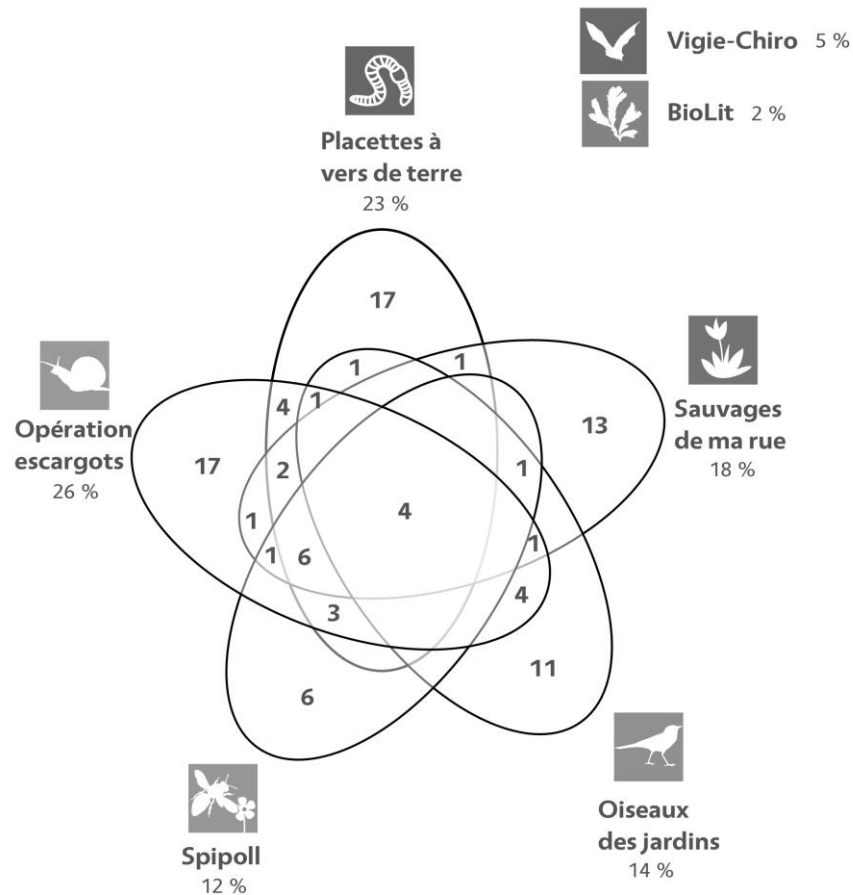 Vigie-Chiro 5 %
BioLit 2 %
Placettes à
vers de terre
23 %
17
1
1
4
1
Sauvages
de ma rue
18 %
13
Opération
escargots
26 %
17
2
1
4
1
1
6
1
4
3
11
6
Oiseaux
des jardins
14 %
Spipoll
12 %